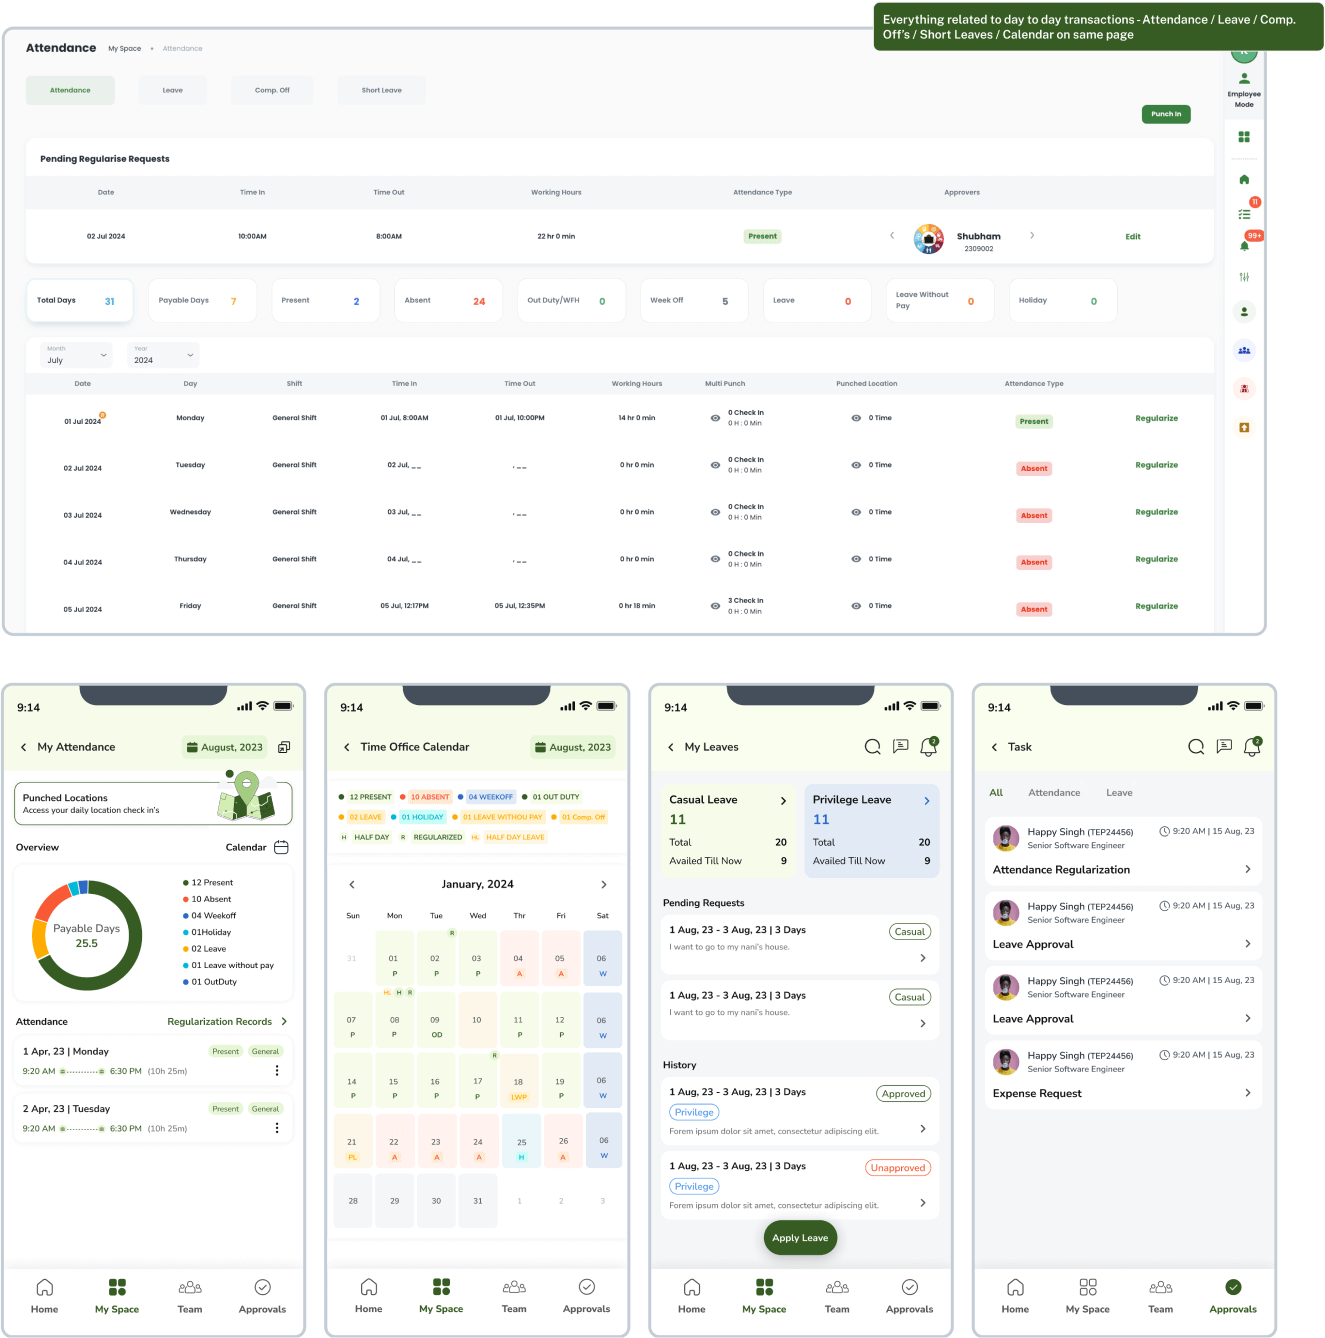 Everything related to day to day transactions - Attendance / Leave / Comp.
Off's / Short Leaves / Calendar on same page
Attendance My Space • Attendance
Attendance Leave Comp. Off Short Leave
Employee
Mode
Punch In
Pending Regularise Requests
Date Time In Time Out Working Hours Attendance Type Approvers
02 Jul 2024 10:00AM 8:00AM 22 hr 0 min Present Shubham Edit
2309002
11
99+
Total Days 31 Payable Days 7 Present 2 Absent 24 Out Duty/WFH 0 Week Off 5 Leave 0 Leave Without Pay 0 Holiday 0
Month Year
July 2024
Date Day Shift Time In Time Out Working Hours Multi Punch Punched Location Attendance Type
01 Jul 2024 Monday General Shift 01 Jul, 8:00AM 01 Jul, 10:00PM 14 hr 0 min 0 Check In 0 Time Present Regularize
0 H : 0 Min
02 Jul 2024 Tuesday General Shift 02 Jul, _ _ , _ _ 0 hr 0 min 0 Check In 0 Time Absent Regularize
0 H : 0 Min
03 Jul 2024 Wednesday General Shift 03 Jul, _ _ , _ _ 0 hr 0 min 0 Check In 0 Time Absent Regularize
0 H : 0 Min
04 Jul 2024 Thursday General Shift 04 Jul, _ _ , _ _ 0 hr 0 min 0 Check In 0 Time Absent Regularize
0 H : 0 Min
05 Jul 2024 Friday General Shift 05 Jul, 12:17PM 05 Jul, 12:35PM 0 hr 18 min 3 Check In 0 Time Absent Regularize
0 H : 0 Min
9:14
My Attendance August, 2023
Punched Locations
Access your daily location check in's
Overview Calendar
Payable Days
25.5
12 Present
10 Absent
04 Weekoff
01Holiday
02 Leave
01 Leave without pay
01 OutDuty
Attendance Regularization Records
1 Apr, 23 | Monday Present General
9:20 AM 6:30 PM (10h 25m)
2 Apr, 23 | Tuesday Present General
9:20 AM 6:30 PM (10h 25m)
Home My Space Team Approvals
9:14
Time Office Calendar August, 2023
12 PRESENT 10 ABSENT 04 WEEKOFF 01 OUT DUTY
02 LEAVE 01 HOLIDAY 01 LEAVE WITHOU PAY 01 Comp. Off
H HALF DAY R REGULARIZED HL HALF DAY LEAVE
January, 2024
Sun Mon Tue Wed Thr Fri Sat
R
31 01 02 03 04 05 06
P P P A A W
HL H R
07 08 09 10 11 12 06
P P OD P P W
R
14 15 16 17 18 19 06
P P P P LWP P W
21 22 23 24 25 26 06
PL A A A H A W
28 29 30 31 1 2 3
Home My Space Team Approvals
9:14
My Leaves 2
Casual Leave Privilege Leave
11 11
Total 20 Total 20
Availed Till Now 9 Availed Till Now 9
Pending Requests
1 Aug, 23 - 3 Aug, 23 | 3 Days Casual
I want to go to my nani's house.
1 Aug, 23 - 3 Aug, 23 | 3 Days Casual
I want to go to my nani's house.
History
1 Aug, 23 - 3 Aug, 23 | 3 Days Approved
Privilege
Forem ipsum dolor sit amet, consectetur adipiscing elit.
1 Aug, 23 - 3 Aug, 23 | 3 Days Unapproved
Privilege
Forem ipsum dolor sit amet, consectetur adipiscing elit.
Apply Leave
Home My Space Team Approvals
9:14
Task 2
All Attendance Leave
Happy Singh (TEP24456) 9:20 AM | 15 Aug, 23
Senior Software Engineer
Attendance Regularization
Happy Singh (TEP24456) 9:20 AM | 15 Aug, 23
Senior Software Engineer
Leave Approval
Happy Singh (TEP24456) 9:20 AM | 15 Aug, 23
Senior Software Engineer
Leave Approval
Happy Singh (TEP24456) 9:20 AM | 15 Aug, 23
Senior Software Engineer
Expense Request
Home My Space Team Approvals